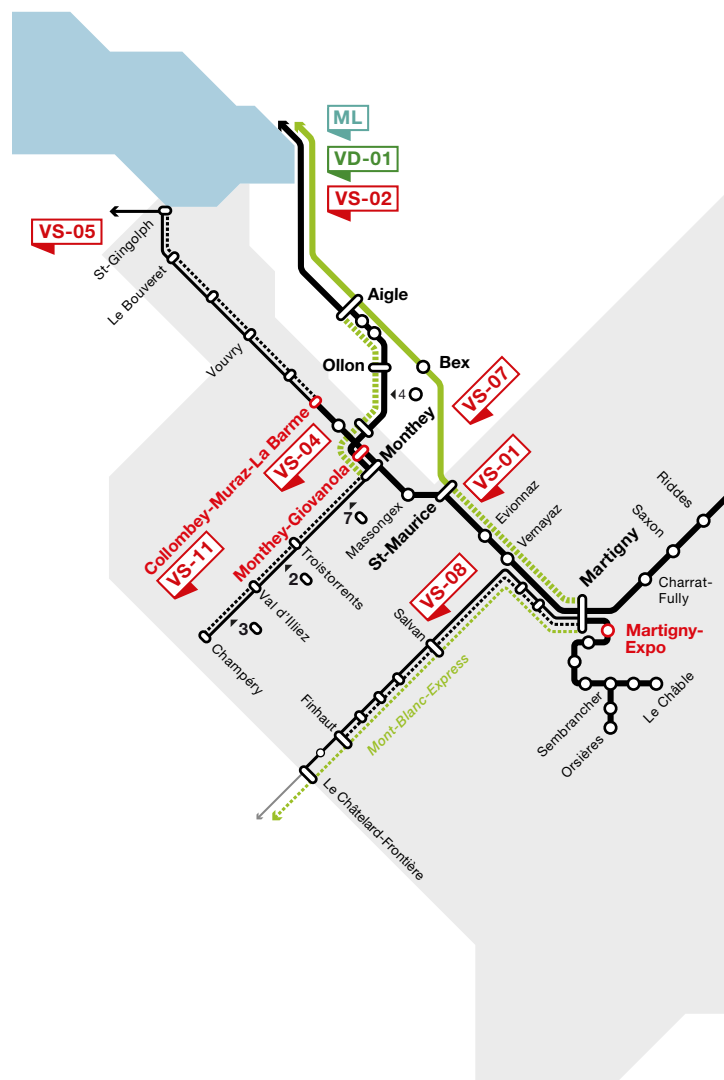 ML
VD-01
VS-02
VS-05
St-Gingolph
Le Bouveret
Vouvry
Aigle
Ollon
Bex
4
VS-07
Collombey-Muraz-La Barme
VS-04
Monthey-Giovanola
Monthey
VS-11
VS-01
7
Massongex
St-Maurice
Evionnaz
Vernayaz
Riddes
Saxon
Charrat-
Fully
Martigny
Martigny-
Expo
2
Troistorrents
Val d'Illiez
3
Champéry
VS-08
Salvan
Mont-Blanc-Express
Finhaut
Le Châtelard-Frontière
Sembrancher
Orsières
Le Châble